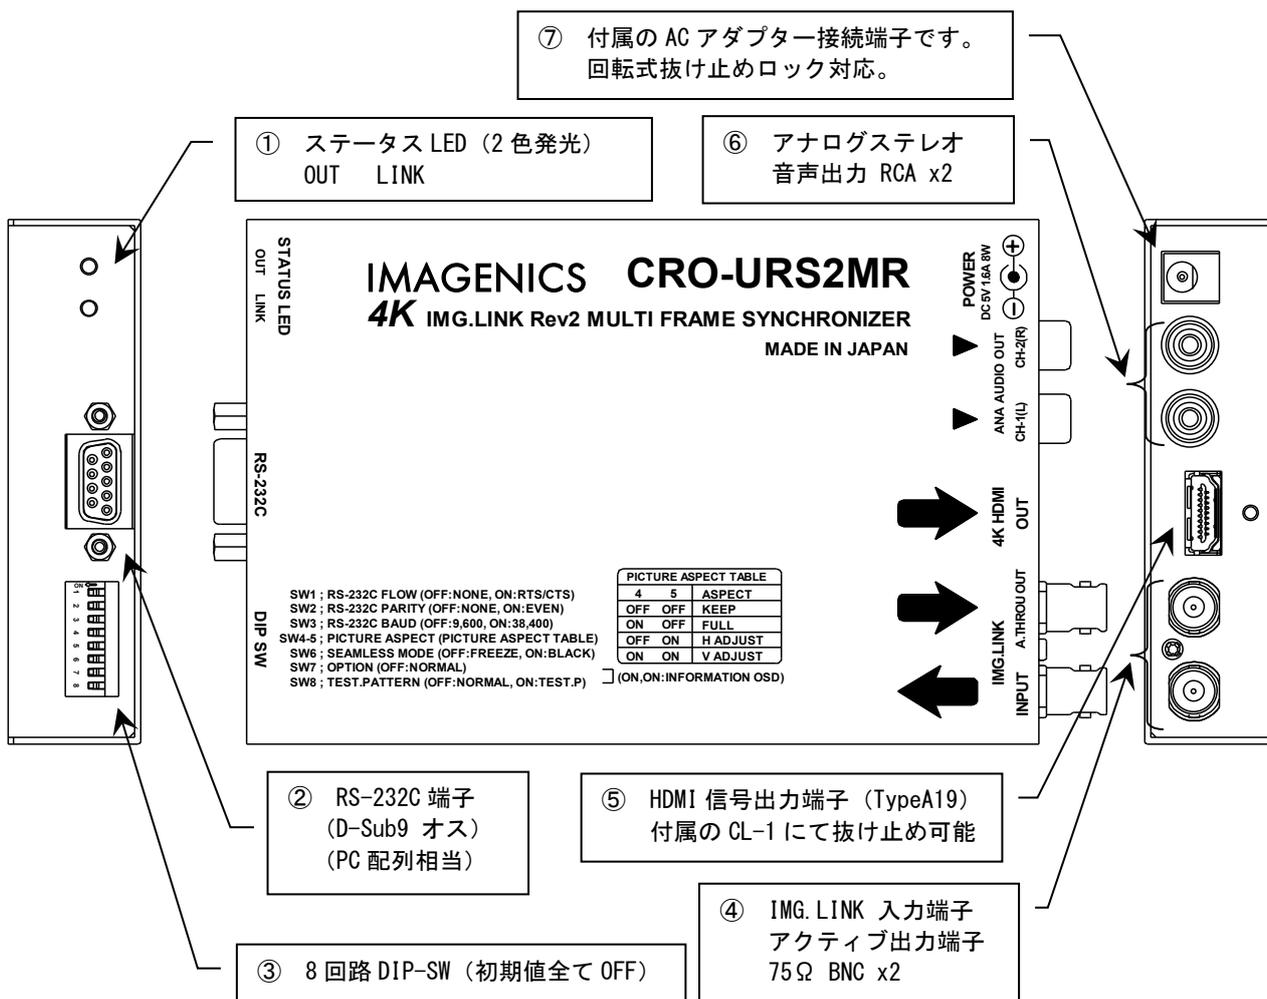 ⑦ 付属の AC アダプター接続端子です。
回転式抜け止めロック対応。
① ステータス LED（2 色発光）
OUT LINK
⑥ アナログステレオ
音声出力 RCA x2
STATUS LED
OUT LINK
IMAGENICS CRO-URS2MR
4K IMG.LINK Rev2 MULTI FRAME SYNCHRONIZER
MADE IN JAPAN
POWER
DC 5V 1.6A 8W
ANA AUDIO OUT
CH-2(R)
CH-1(L)
RS-232C
4K HDMI
OUT
DIP SW
SW1 ; RS-232C FLOW (OFF:NONE, ON:RTS/CTS)
SW2 ; RS-232C PARITY (OFF:NONE, ON:EVEN)
SW3 ; RS-232C BAUD (OFF:9,600, ON:38,400)
SW4-5 ; PICTURE ASPECT (PICTURE ASPECT TABLE)
SW6 ; SEAMLESS MODE (OFF:FREEZE, ON:BLACK)
SW7 ; OPTION (OFF:NORMAL)
SW8 ; TEST.PATTERN (OFF:NORMAL, ON:TEST.P)
(ON,ON:INFORMATION OSD)
PICTURE ASPECT TABLE
4 5 ASPECT
OFF OFF KEEP
ON OFF FULL
OFF ON H ADJUST
ON ON V ADJUST
IMG.LINK
A.THROU OUT
INPUT
ON
1
2
3
4
5
6
7
8
② RS-232C 端子
(D-Sub9 オス)
(PC 配列相当)
⑤ HDMI 信号出力端子（TypeA19）
付属の CL-1 にて抜け止め可能
④ IMG.LINK 入力端子
アクティブ出力端子
75Ω BNC x2
③ 8 回路 DIP-SW（初期値全て OFF）